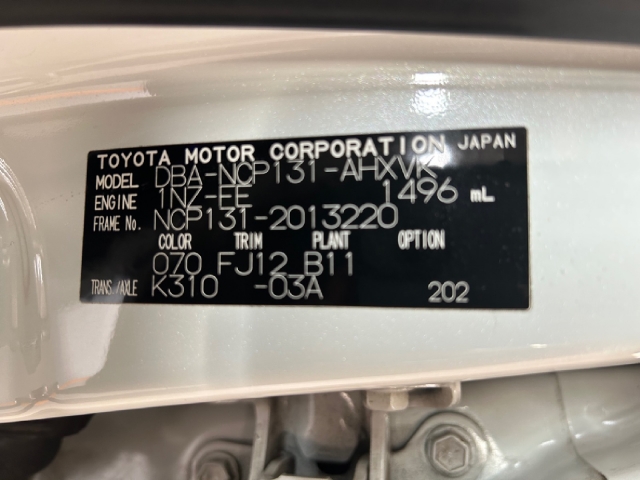 TOYOTA MOTOR CORPORATION JAPAN
MODEL DBA-NCP131-AHXVK
ENGINE 1NZ-FE 1496 mL
FRAME No. NCP131-2013220
COLOR TRIM PLANT OPTION
070 FJ12 B11
TRANS./AXLE K310 -03A 202